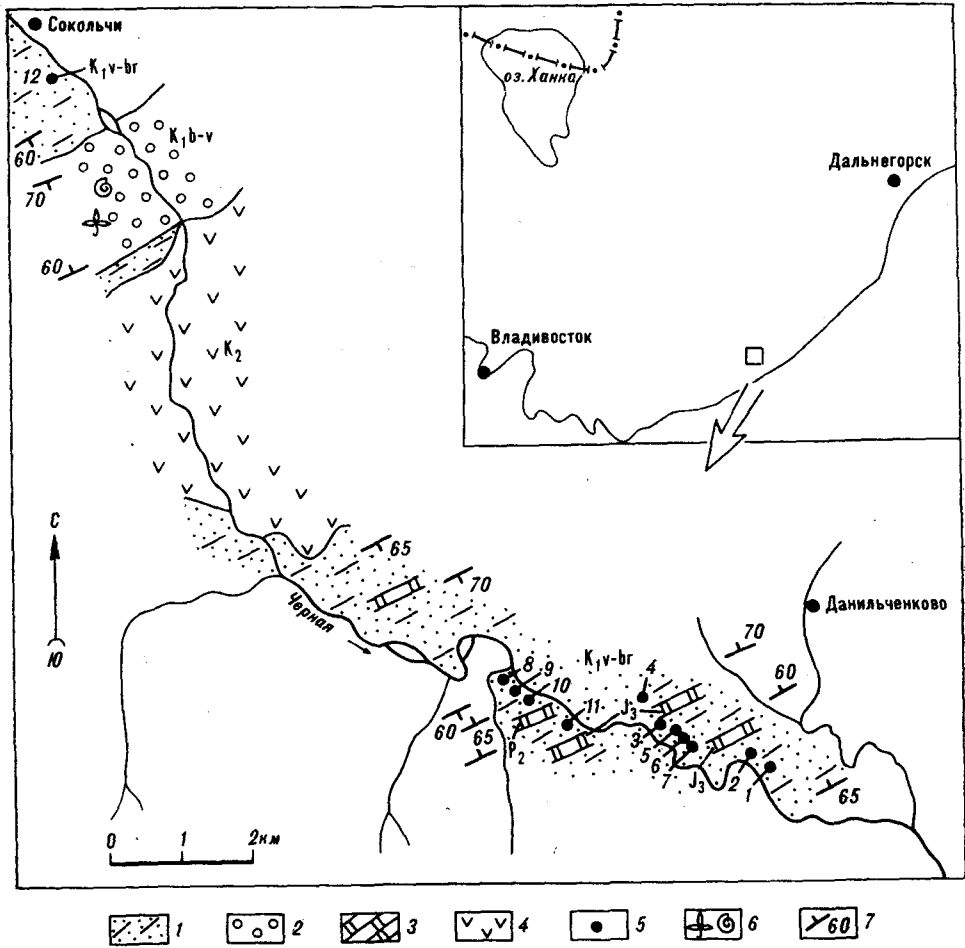 Сокольчи
12
K₁v-br
60
K₁b-v
70
60
K₂
оз. Ханка
Дальнегорск
Владивосток
С
Ю
65
70
Черная
Данильченково
70
60
K₁v-br
4
8
9
10
11
J₃
60
65
P₂
3
5
6
7
J₃
2
1
65
0 1 2км
1 2 3 4 5 6 60 7